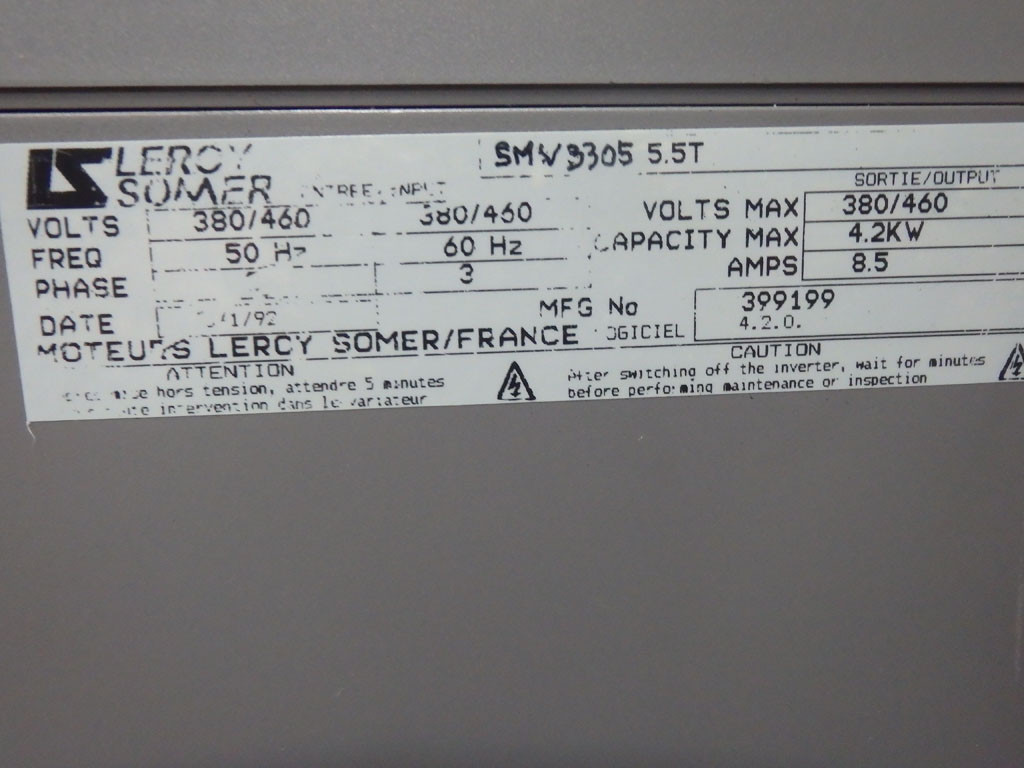 LEROY
SOMER
SMV3305 5.5T
SORTIE/OUTPUT
VOLTS 380/460 380/460 VOLTS MAX 380/460
FREQ 50 Hz 60 Hz CAPACITY MAX 4.2KW
PHASE 3 AMPS 8.5
DATE 1/92 MFG No 399199
4.2.0.
MOTEURS LEROY SOMER/FRANCE
ATTENTION
hors tension, attendre 5 minutes
intervention dans le variateur
CAUTION
After switching off the inverter, wait for minutes
before performing maintenance or inspection